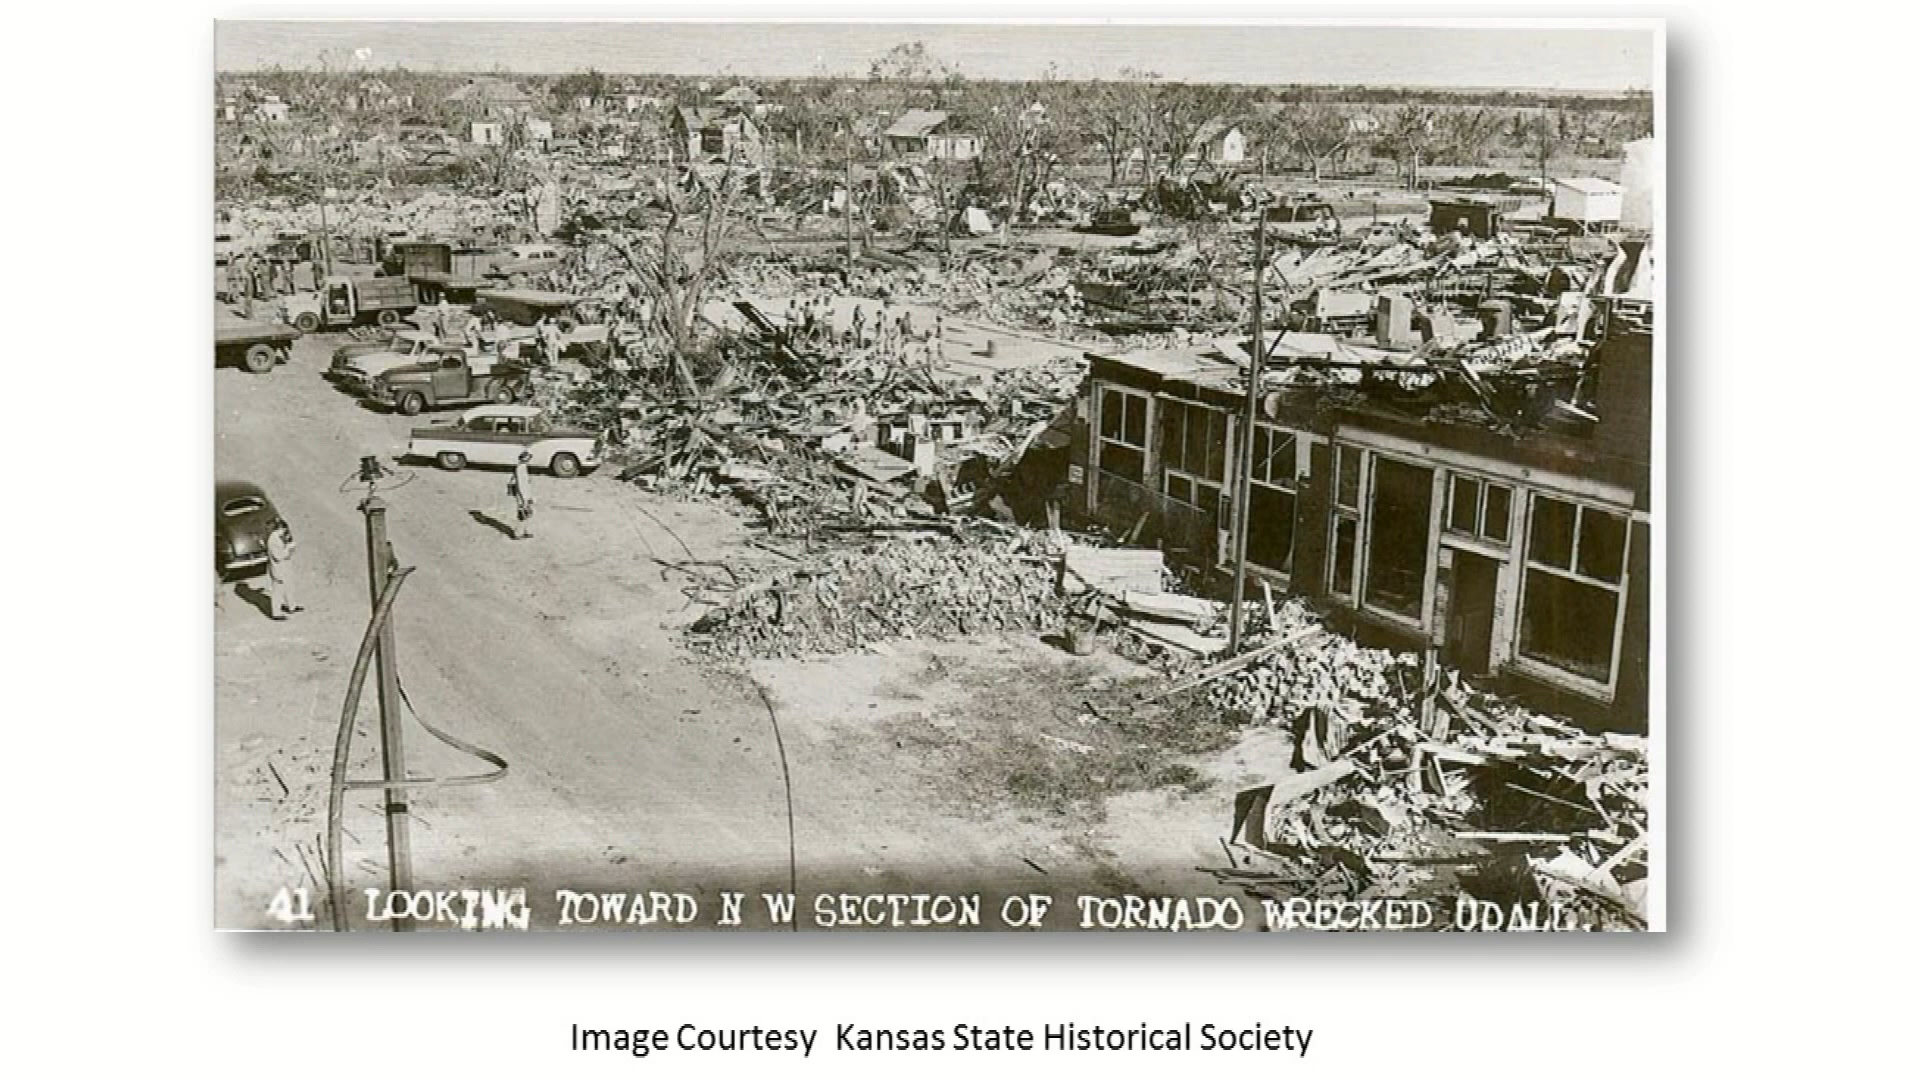 41 LOOKING TOWARD N W SECTION OF TORNADO WRECKED UDALL.
Image Courtesy Kansas State Historical Society